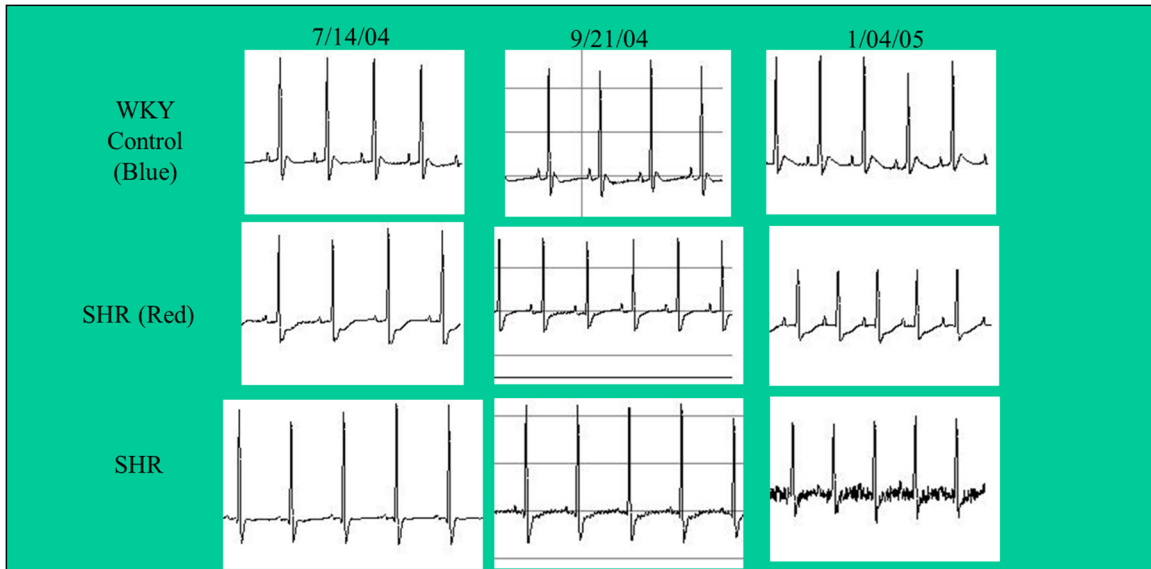 7/14/04
9/21/04
1/04/05
WKY
Control
(Blue)
SHR (Red)
SHR